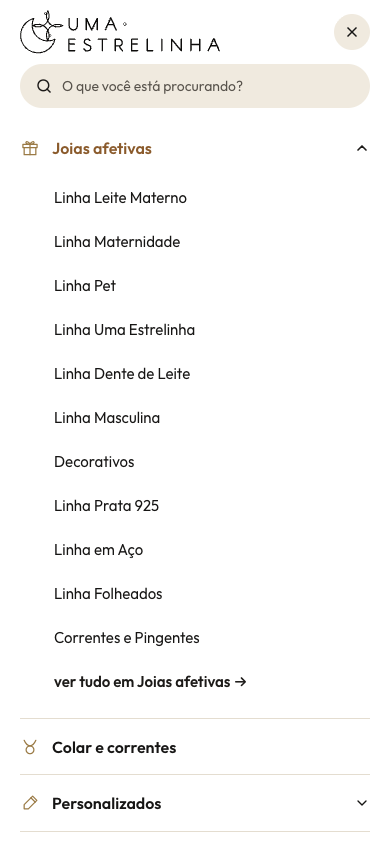 UMA
ESTRELINHA
O que você está procurando?
Joias afetivas
Linha Leite Materno
Linha Maternidade
Linha Pet
Linha Uma Estrelinha
Linha Dente de Leite
Linha Masculina
Decorativos
Linha Prata 925
Linha em Aço
Linha Folheados
Correntes e Pingentes
ver tudo em Joias afetivas →
Colar e correntes
Personalizados